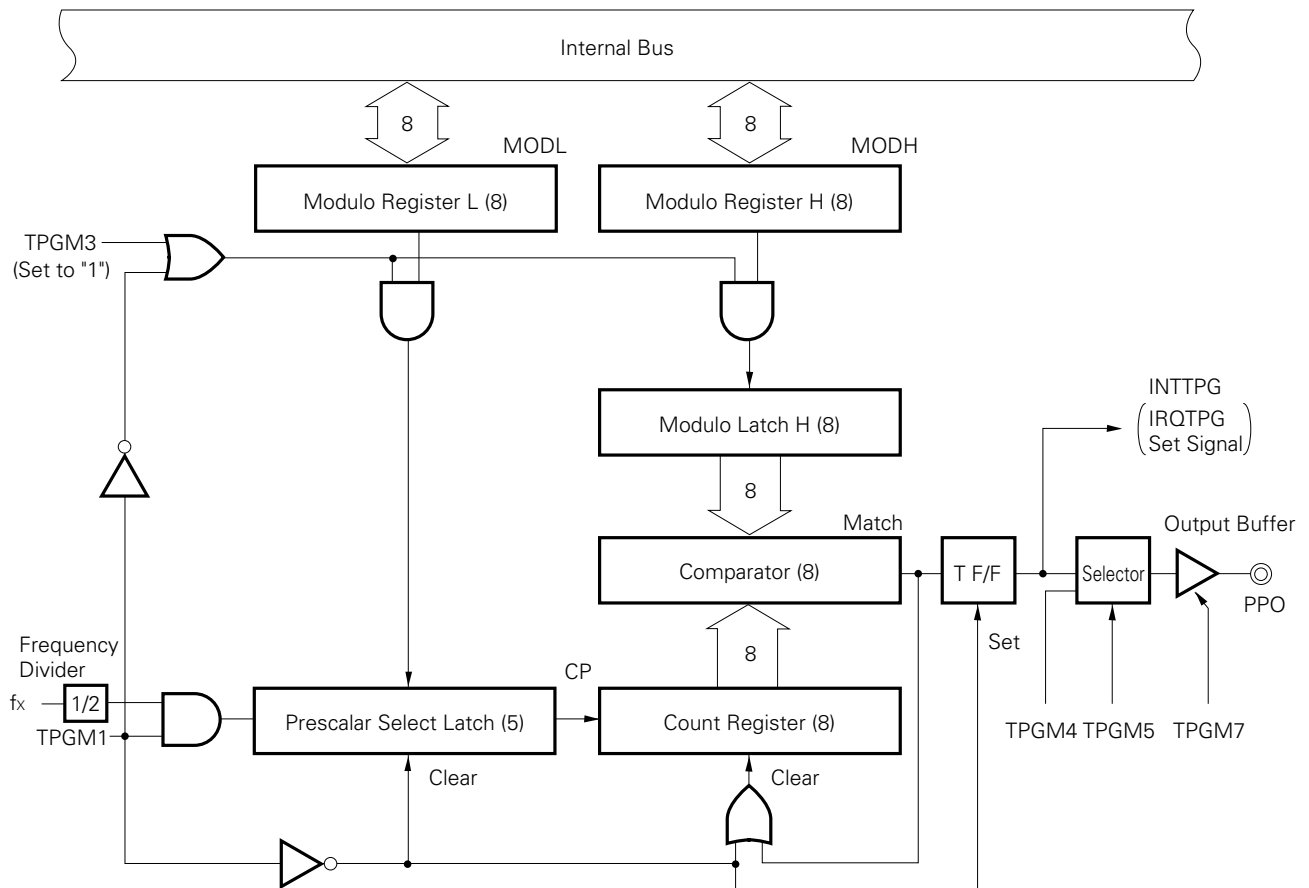 Internal Bus
8
8
MODL
MODH
Modulo Register L (8)
Modulo Register H (8)
TPGM3
(Set to "1")
INTTPG
IRQTPG
Set Signal
Modulo Latch H (8)
8
Match
Output Buffer
Comparator (8)
T F/F
Selector
PPO
Set
Frequency
Divider
8
CP
fX
1/2
Prescalar Select Latch (5)
Count Register (8)
TPGM1
TPGM4
TPGM5
TPGM7
Clear
Clear